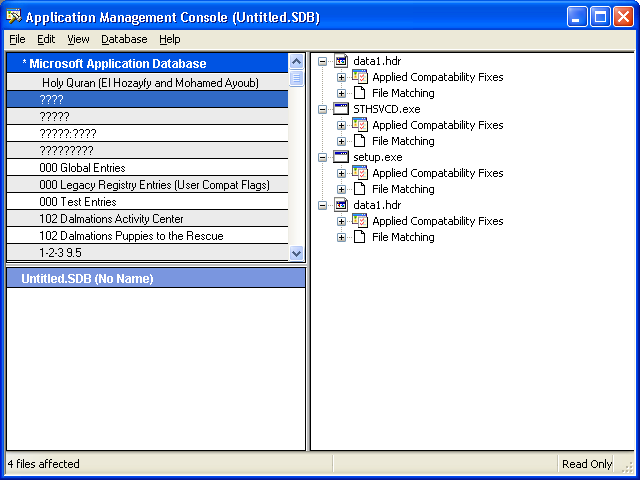 Application Management Console (Untitled.SDB)
File Edit View Database Help
* Microsoft Application Database
Holy Quran (El Hozayfy and Mohamed Ayoub)
????
?????
?????:????
?????????
000 Global Entries
000 Legacy Registry Entries (User Compat Flags)
000 Test Entries
102 Dalmations Activity Center
102 Dalmations Puppies to the Rescue
1-2-3 9.5
Untitled.SDB (No Name)
data1.hdr
Applied Compatability Fixes
File Matching
STHSVCD.exe
Applied Compatability Fixes
File Matching
setup.exe
Applied Compatability Fixes
File Matching
data1.hdr
Applied Compatability Fixes
File Matching
4 files affected
Read Only